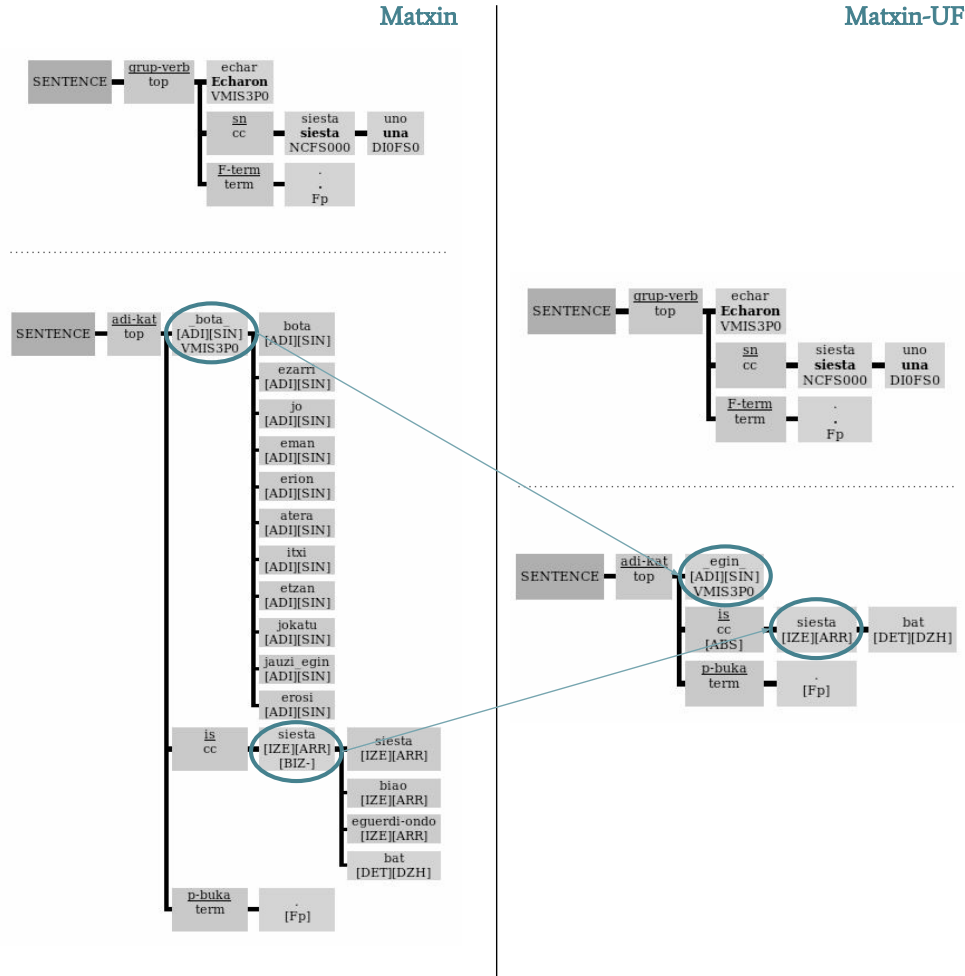 Matxin
SENTENCE
grup-verb
top
echar
Echaron
VMIS3P0
sn
cc
siesta
siesta
NCFS000
uno
una
DI0FS0
F-term
term
.
.
Fp
SENTENCE
adi-kat
top
_bota_
[ADI][SIN]
VMIS3P0
bota
[ADI][SIN]
ezarri
[ADI][SIN]
jo
[ADI][SIN]
eman
[ADI][SIN]
erion
[ADI][SIN]
atera
[ADI][SIN]
itxi
[ADI][SIN]
etzan
[ADI][SIN]
jokatu
[ADI][SIN]
jauzi_egin
[ADI][SIN]
erosi
[ADI][SIN]
is
cc
siesta
[IZE][ARR]
[BIZ-]
siesta
[IZE][ARR]
biao
[IZE][ARR]
eguerdi-ondo
[IZE][ARR]
bat
[DET][DZH]
p-buka
term
.
[Fp]
Matxin-UF
SENTENCE
grup-verb
top
echar
Echaron
VMIS3P0
sn
cc
siesta
siesta
NCFS000
uno
una
DI0FS0
F-term
term
.
.
Fp
SENTENCE
adi-kat
top
_egin_
[ADI][SIN]
VMIS3P0
is
cc
[ABS]
siesta
[IZE][ARR]
bat
[DET][DZH]
p-buka
term
.
[Fp]